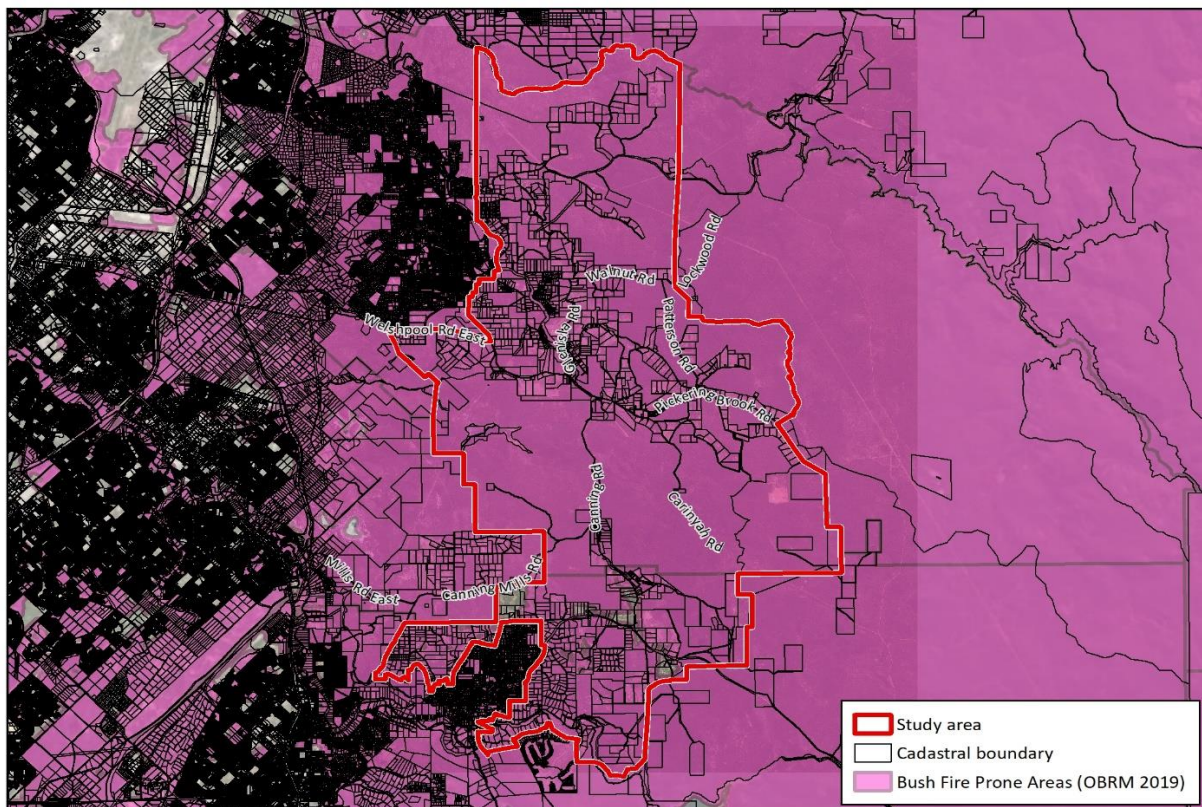 Lockwood Rd
Walnut Rd
Welshpool Rd East
Glenisla Rd
Patterson Rd
Pickering Brook Rd
Canning Rd
Carinyah Rd
Mills Rd East
Canning Mills Rd
Study area
Cadastral boundary
Bush Fire Prone Areas (OBRM 2019)